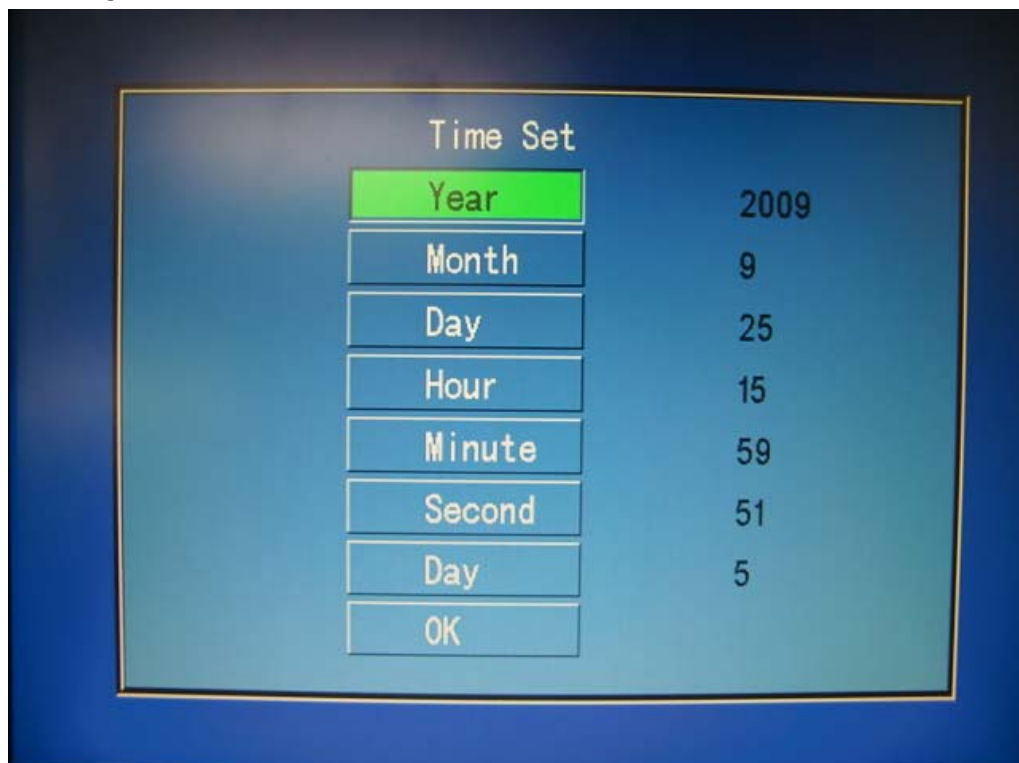 Time Set
Year 2009
Month 9
Day 25
Hour 15
Minute 59
Second 51
Day 5
OK